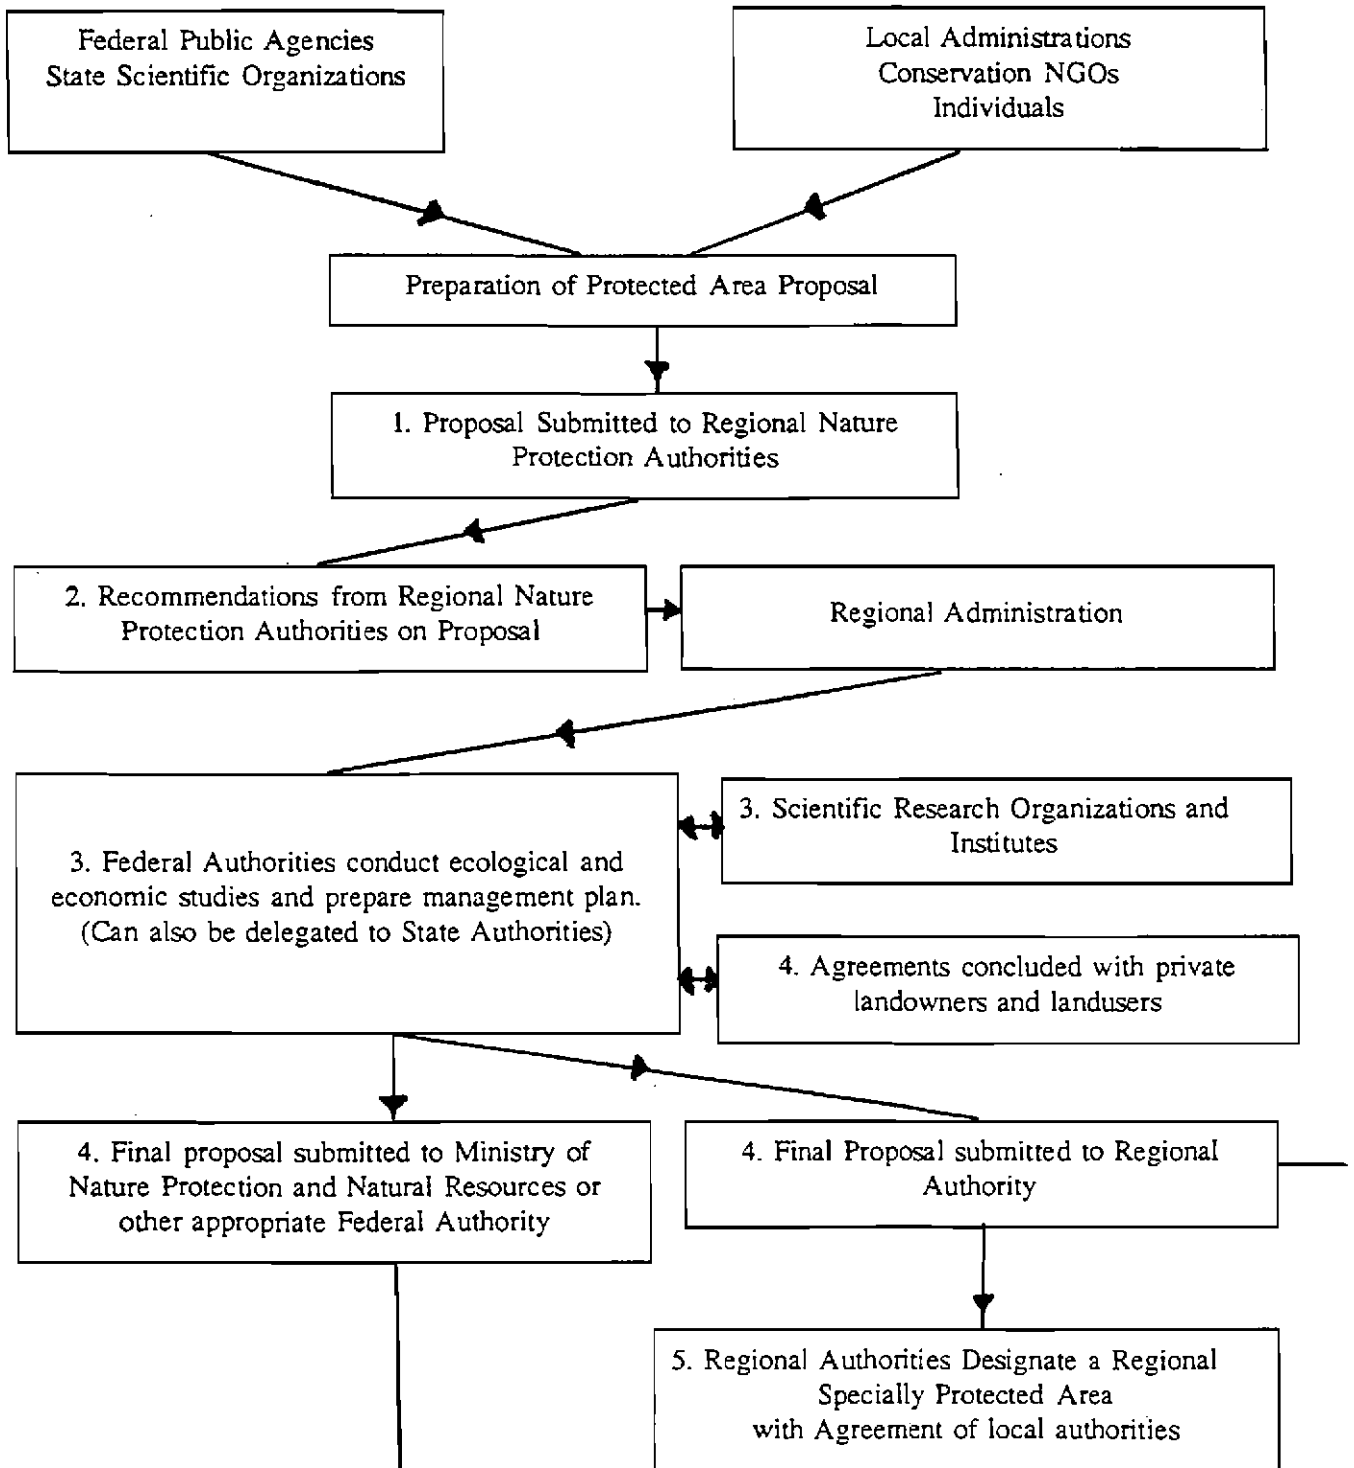 Federal Public Agencies
State Scientific Organizations
Local Administrations
Conservation NGOs
Individuals
Preparation of Protected Area Proposal
1. Proposal Submitted to Regional Nature
Protection Authorities
2. Recommendations from Regional Nature
Protection Authorities on Proposal
Regional Administration
3. Federal Authorities conduct ecological and
economic studies and prepare management plan.
(Can also be delegated to State Authorities)
3. Scientific Research Organizations and
Institutes
4. Agreements concluded with private
landowners and landusers
4. Final proposal submitted to Ministry of
Nature Protection and Natural Resources or
other appropriate Federal Authority
4. Final Proposal submitted to Regional
Authority
5. Regional Authorities Designate a Regional
Specially Protected Area
with Agreement of local authorities